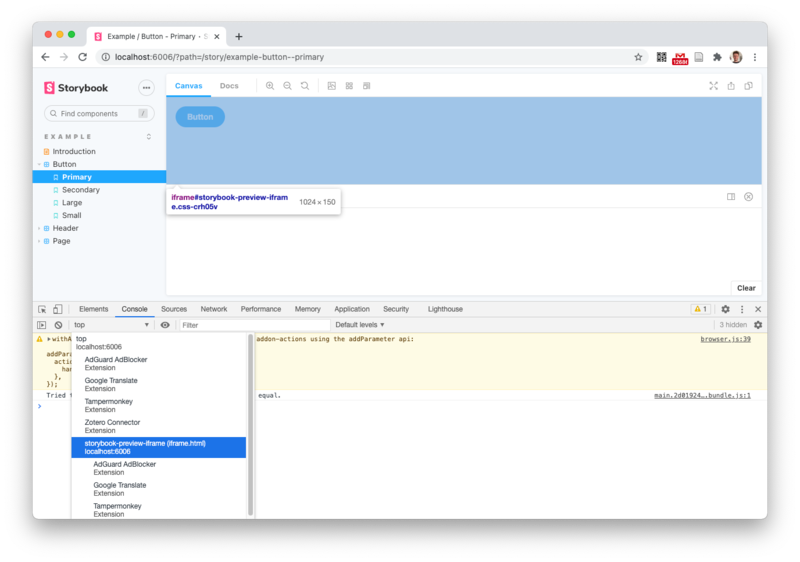 Example / Button - Primary · S
localhost:6006/?path=/story/example-button--primary
Storybook
Canvas
Docs
Find components
/
EXAMPLE
Introduction
Button
Primary
Secondary
Large
Small
Header
Page
Button
iframe#storybook-preview-ifram
e.css-crh05v
1024 × 150
Clear
Elements
Console
Sources
Network
Performance
Memory
Application
Security
Lighthouse
1
top
Filter
Default levels
3 hidden
withA
addon-actions using the addParameter api:
browser.js:39
addPara
actio
han
},
});
Tried t
equal.
main.2d01924….bundle.js:1
top
localhost:6006
AdGuard AdBlocker
Extension
Google Translate
Extension
Tampermonkey
Extension
Zotero Connector
Extension
storybook-preview-iframe (iframe.html)
localhost:6006
AdGuard AdBlocker
Extension
Google Translate
Extension
Tampermonkey
Extension